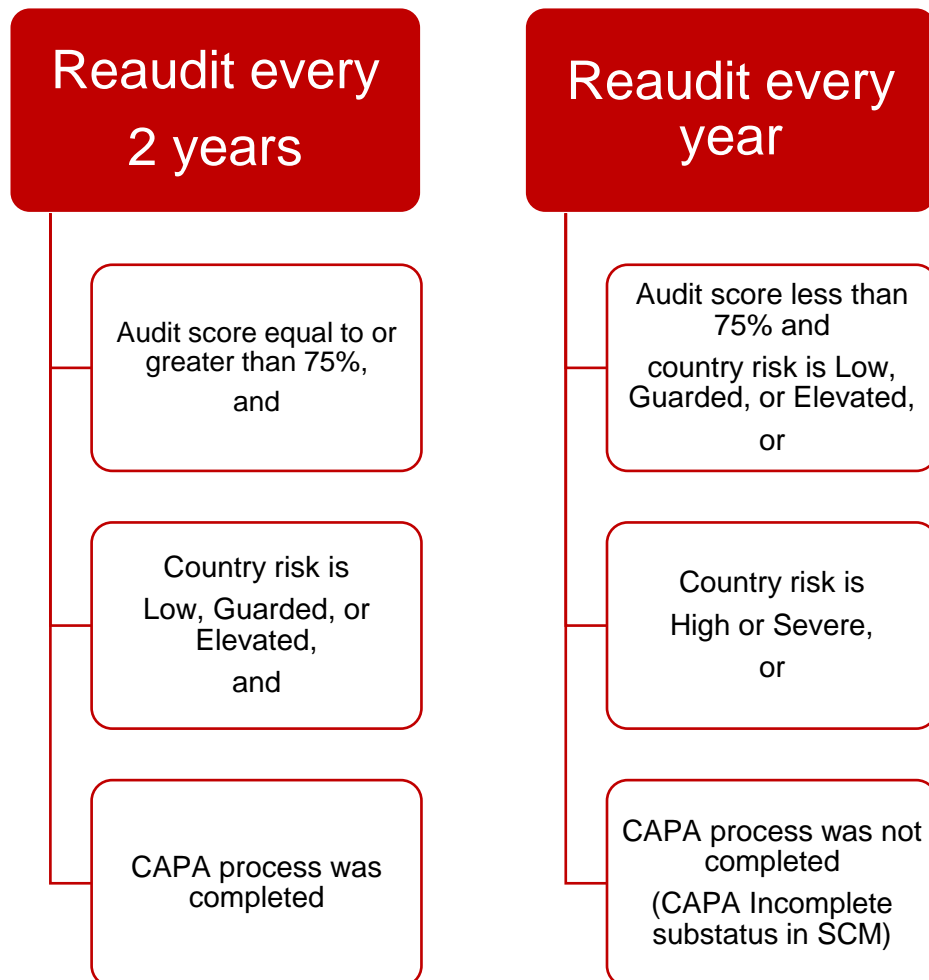 Reaudit every
2 years
Audit score equal to or
greater than 75%,
and
Country risk is
Low, Guarded, or
Elevated,
and
CAPA process was
completed
Reaudit every
year
Audit score less than
75% and
country risk is Low,
Guarded, or Elevated,
or
Country risk is
High or Severe,
or
CAPA process was not
completed
(CAPA Incomplete
substatus in SCM)